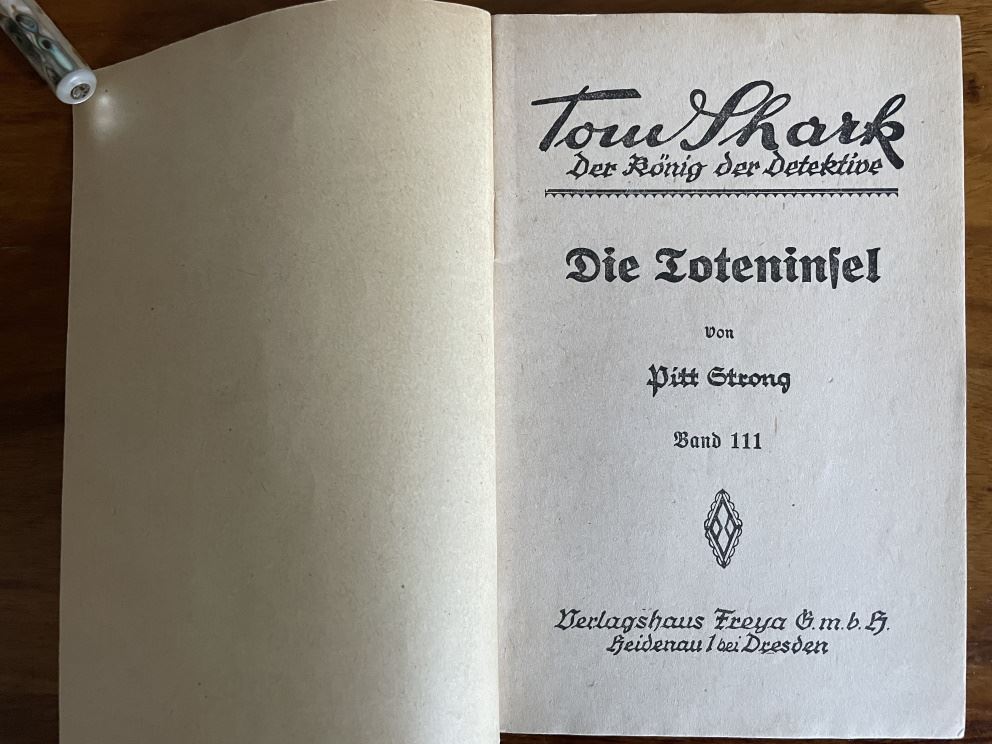 Tom Shark
Der König der Detektive
Die Toteninsel
von
Pitt Strong
Band 111
Verlagshaus Freya G.m.b.H.
Heidenau 1 bei Dresden